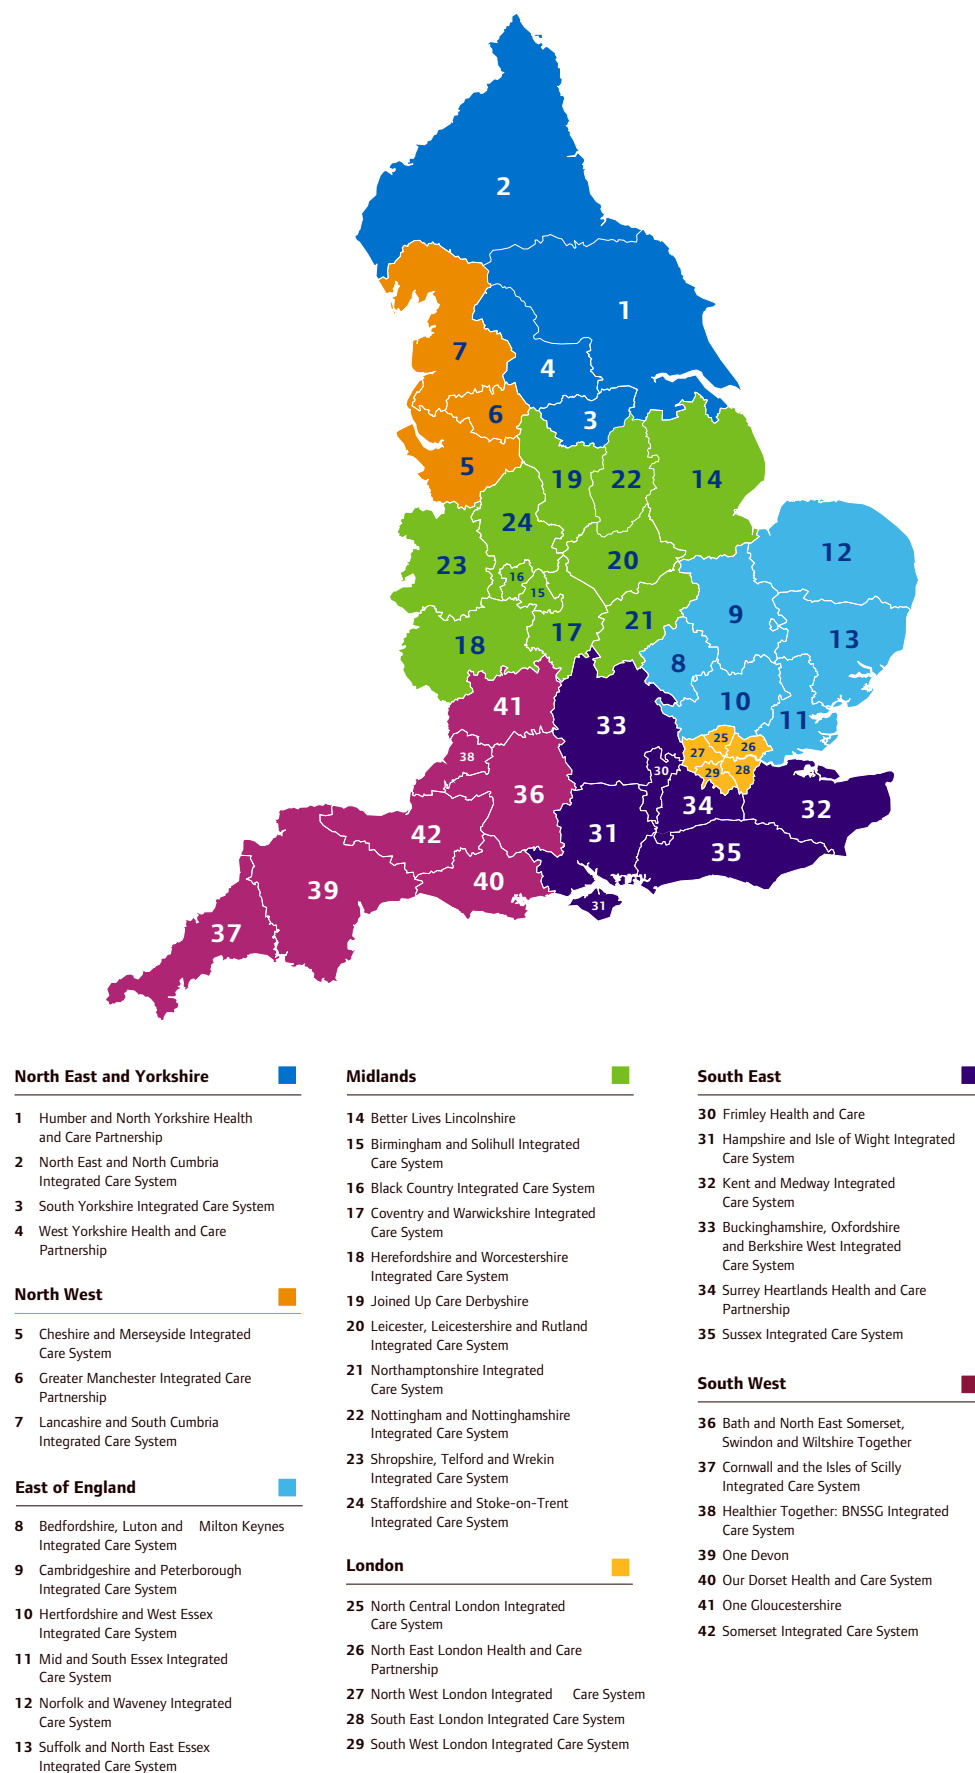 2
1
7
4
6
3
5
19
22
14
24
12
23
20
16
15
9
21
13
17
18
8
10
41
11
33
25
26
38
27
30
28
29
36
34
32
42
31
35
40
39
31
37
North East and Yorkshire
1 Humber and North Yorkshire Health
and Care Partnership
2 North East and North Cumbria
Integrated Care System
3 South Yorkshire Integrated Care System
4 West Yorkshire Health and Care
Partnership
North West
5 Cheshire and Merseyside Integrated
Care System
6 Greater Manchester Integrated Care
Partnership
7 Lancashire and South Cumbria
Integrated Care System
East of England
8 Bedfordshire, Luton and Milton Keynes
Integrated Care System
9 Cambridgeshire and Peterborough
Integrated Care System
10 Hertfordshire and West Essex
Integrated Care System
11 Mid and South Essex Integrated
Care System
12 Norfolk and Waveney Integrated
Care System
13 Suffolk and North East Essex
Integrated Care System
Midlands
14 Better Lives Lincolnshire
15 Birmingham and Solihull Integrated
Care System
16 Black Country Integrated Care System
17 Coventry and Warwickshire Integrated
Care System
18 Herefordshire and Worcestershire
Integrated Care System
19 Joined Up Care Derbyshire
20 Leicester, Leicestershire and Rutland
Integrated Care System
21 Northamptonshire Integrated
Care System
22 Nottingham and Nottinghamshire
Integrated Care System
23 Shropshire, Telford and Wrekin
Integrated Care System
24 Staffordshire and Stoke-on-Trent
Integrated Care System
London
25 North Central London Integrated
Care System
26 North East London Health and Care
Partnership
27 North West London Integrated Care System
28 South East London Integrated Care System
29 South West London Integrated Care System
South East
30 Frimley Health and Care
31 Hampshire and Isle of Wight Integrated
Care System
32 Kent and Medway Integrated
Care System
33 Buckinghamshire, Oxfordshire
and Berkshire West Integrated
Care System
34 Surrey Heartlands Health and Care
Partnership
35 Sussex Integrated Care System
South West
36 Bath and North East Somerset,
Swindon and Wiltshire Together
37 Cornwall and the Isles of Scilly
Integrated Care System
38 Healthier Together: BNSSG Integrated
Care System
39 One Devon
40 Our Dorset Health and Care System
41 One Gloucestershire
42 Somerset Integrated Care System